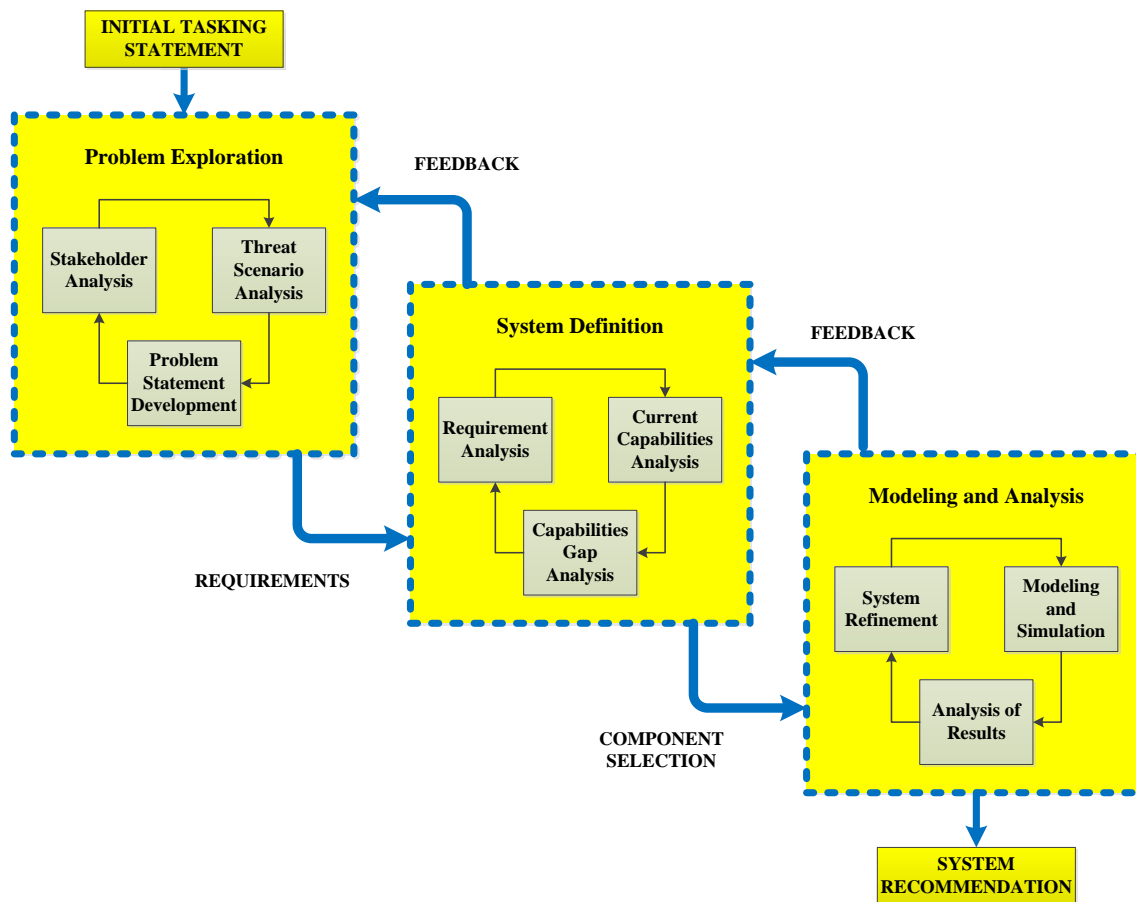 INITIAL TASKING
STATEMENT
Problem Exploration
Stakeholder
Analysis
Threat
Scenario
Analysis
Problem
Statement
Development
FEEDBACK
REQUIREMENTS
System Definition
Requirement
Analysis
Current
Capabilities
Analysis
Capabilities
Gap
Analysis
FEEDBACK
COMPONENT
SELECTION
Modeling and Analysis
System
Refinement
Modeling
and
Simulation
Analysis of
Results
SYSTEM
RECOMMENDATION